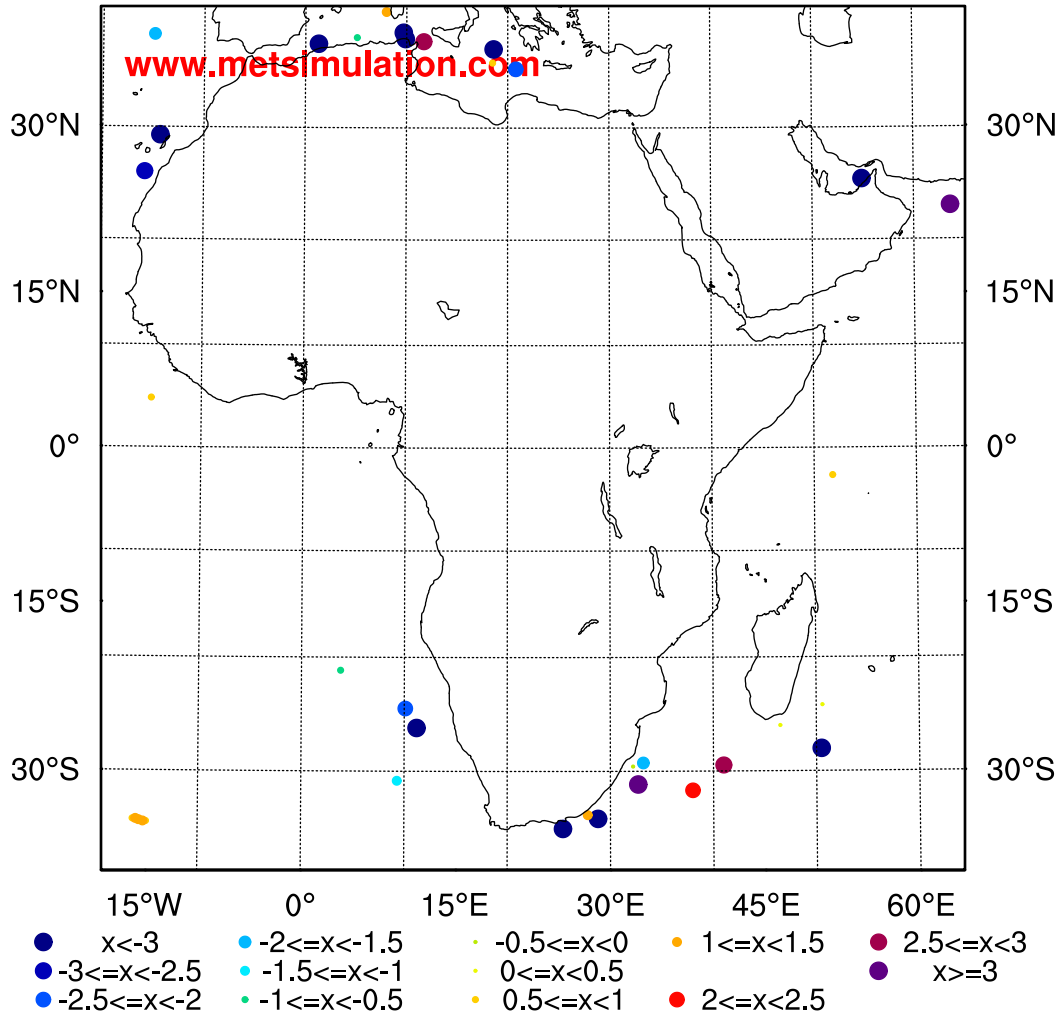 www.metsimulation.com
30°N 30°N
15°N 15°N
0° 0°
15°S 15°S
30°S 30°S
15°W 0° 15°E 30°E 45°E 60°E
x<-3 -2<=x<-1.5 -0.5<=x<0 1<=x<1.5 2.5<=x<3
-3<=x<-2.5 -1.5<=x<-1 0<=x<0.5 x>=3
-2.5<=x<-2 -1<=x<-0.5 0.5<=x<1 2<=x<2.5